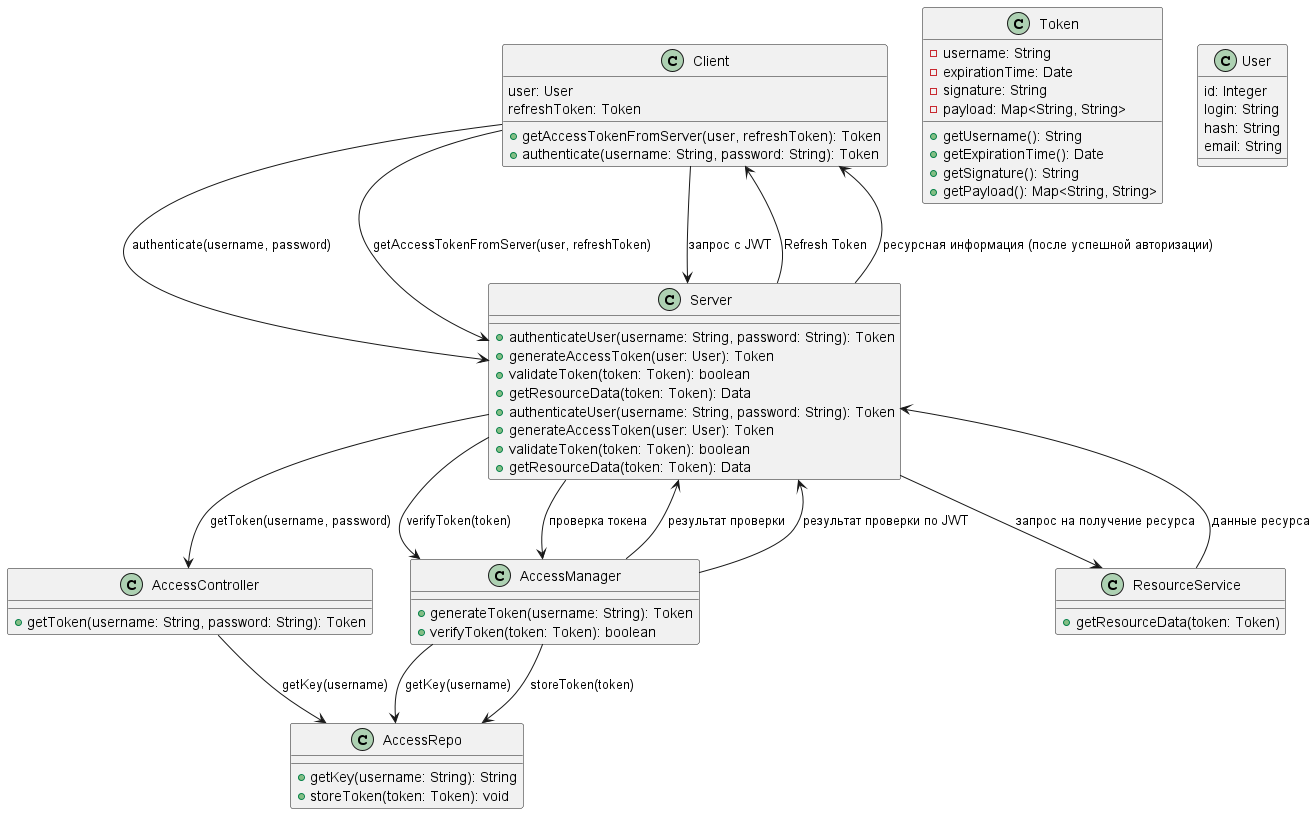 C Client
user: User
refreshToken: Token
getAccessTokenFromServer(user, refreshToken): Token
authenticate(username: String, password: String): Token
C Token
username: String
expirationTime: Date
signature: String
payload: Map<String, String>
getUsername(): String
getExpirationTime(): Date
getSignature(): String
getPayload(): Map<String, String>
C User
id: Integer
login: String
hash: String
email: String
authenticate(username, password)
getAccessTokenFromServer(user, refreshToken)
запрос с JWT
Refresh Token
ресурсная информация (после успешной авторизации)
C Server
authenticateUser(username: String, password: String): Token
generateAccessToken(user: User): Token
validateToken(token: Token): boolean
getResourceData(token: Token): Data
authenticateUser(username: String, password: String): Token
generateAccessToken(user: User): Token
validateToken(token: Token): boolean
getResourceData(token: Token): Data
getToken(username, password)
verifyToken(token)
проверка токена
результат проверки
результат проверки по JWT
запрос на получение ресурса
данные ресурса
C AccessController
getToken(username: String, password: String): Token
C AccessManager
generateToken(username: String): Token
verifyToken(token: Token): boolean
C ResourceService
getResourceData(token: Token)
getKey(username)
getKey(username)
storeToken(token)
C AccessRepo
getKey(username: String): String
storeToken(token: Token): void